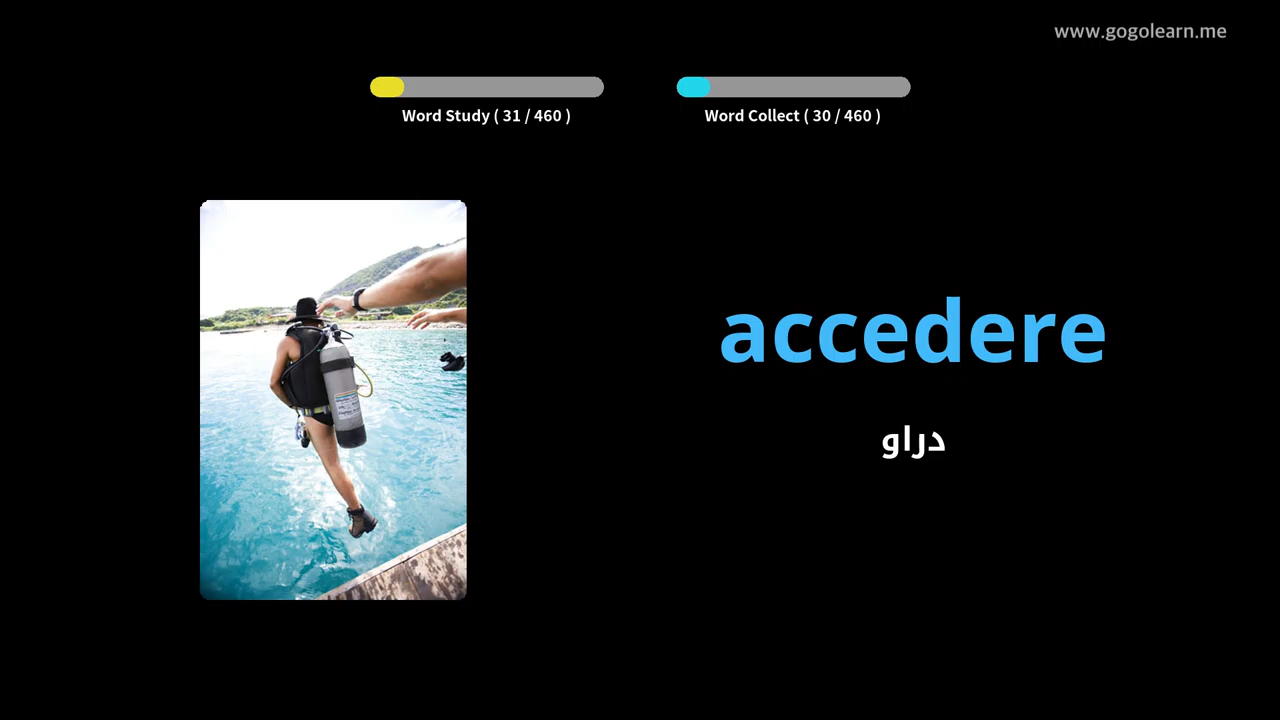 www.gogolearn.me
Word Study ( 31 / 460 )
Word Collect ( 30 / 460 )
accedere
دراو